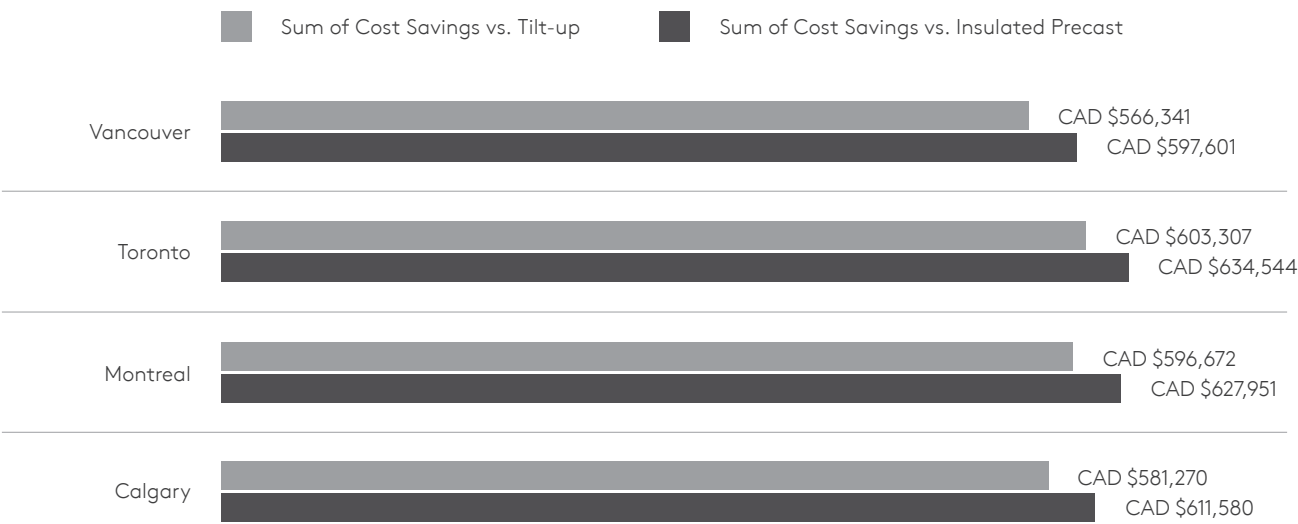 Sum of Cost Savings vs. Tilt-up
Sum of Cost Savings vs. Insulated Precast
Vancouver
CAD $566,341
CAD $597,601
Toronto
CAD $603,307
CAD $634,544
Montreal
CAD $596,672
CAD $627,951
Calgary
CAD $581,270
CAD $611,580